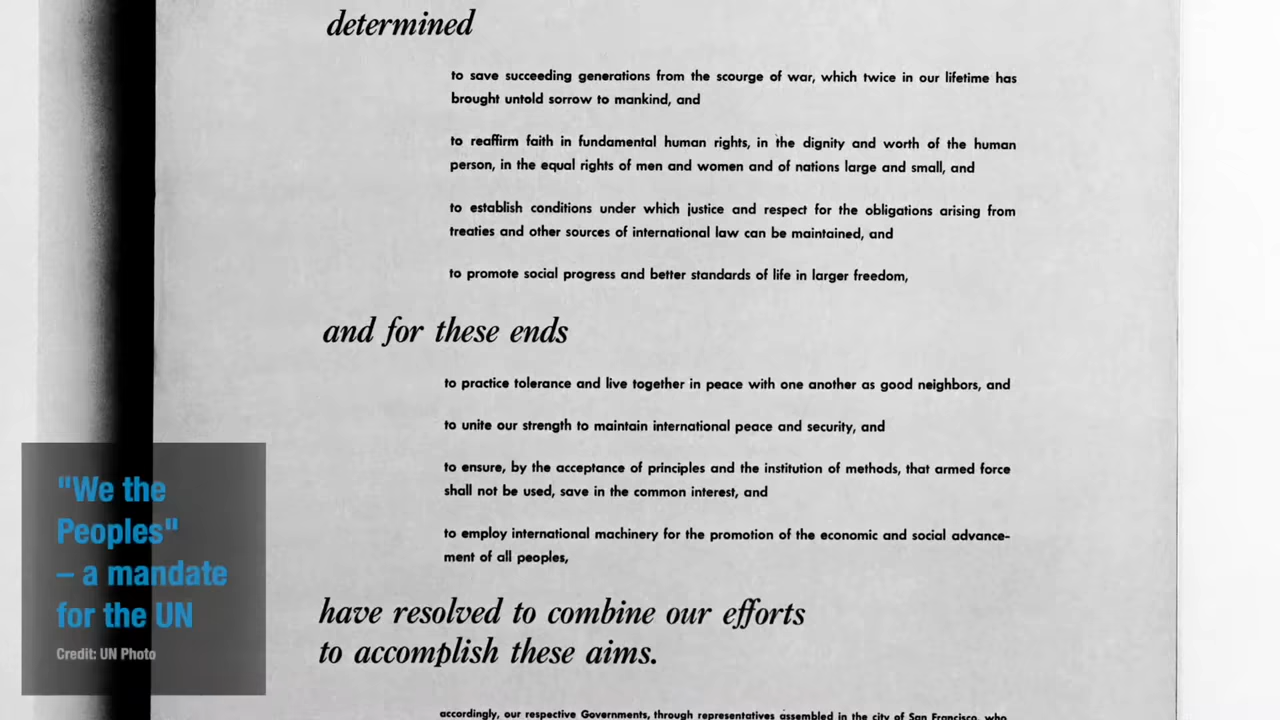 determined
to save succeeding generations from the scourge of war, which twice in our lifetime has
brought untold sorrow to mankind, and
to reaffirm faith in fundamental human rights, in the dignity and worth of the human
person, in the equal rights of men and women and of nations large and small, and
to establish conditions under which justice and respect for the obligations arising from
treaties and other sources of international law can be maintained, and
to promote social progress and better standards of life in larger freedom,
and for these ends
to practice tolerance and live together in peace with one another as good neighbors, and
to unite our strength to maintain international peace and security, and
to ensure, by the acceptance of principles and the institution of methods, that armed force
shall not be used, save in the common interest, and
to employ international machinery for the promotion of the economic and social advance-
ment of all peoples,
have resolved to combine our efforts
to accomplish these aims.
accordingly, our respective Governments, through representatives assembled in the city of San Francisco, who
"We the
Peoples"
– a mandate
for the UN
Credit: UN Photo